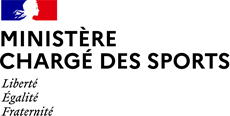 MINISTÈRE
CHARGÉ DES SPORTS
Liberté
Égalité
Fraternité